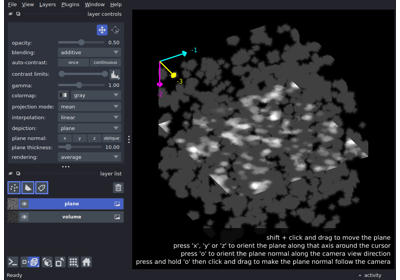 File View Layers Plugins Window Help
layer controls
opacity: 0.50
blending: additive
auto-contrast: once continuous
contrast limits:
gamma: 1.00
colormap: gray
projection mode: mean
interpolation: linear
depiction: plane
plane normal: x y z oblique
plane thickness: 10.00
rendering: average
layer list
plane
volume
Ready
-1
-3
shift + click and drag to move the plane
press 'x', 'y' or 'z' to orient the plane along that axis around the cursor
press 'o' to orient the plane normal along the camera view direction
press and hold 'o' then click and drag to make the plane normal follow the camera
activity